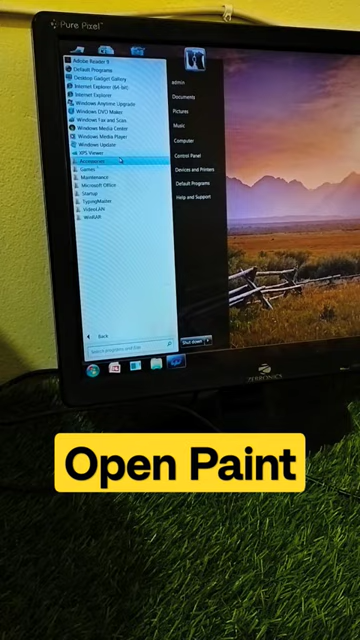 Pure Pixel™
Adobe Reader 9
Default Programs
Desktop Gadget Gallery
Internet Explorer (64-bit)
Internet Explorer
Windows Anytime Upgrade
Windows DVD Maker
Windows Fax and Scan
Windows Media Center
Windows Media Player
Windows Update
XPS Viewer
Accessories
Games
Maintenance
Microsoft Office
Startup
TypingMaster
VideoLAN
WinRAR
Back
Search programs and files
admin
Documents
Pictures
Music
Computer
Control Panel
Devices and Printers
Default Programs
Help and Support
Shut down
ZEBRONICS
Open Paint